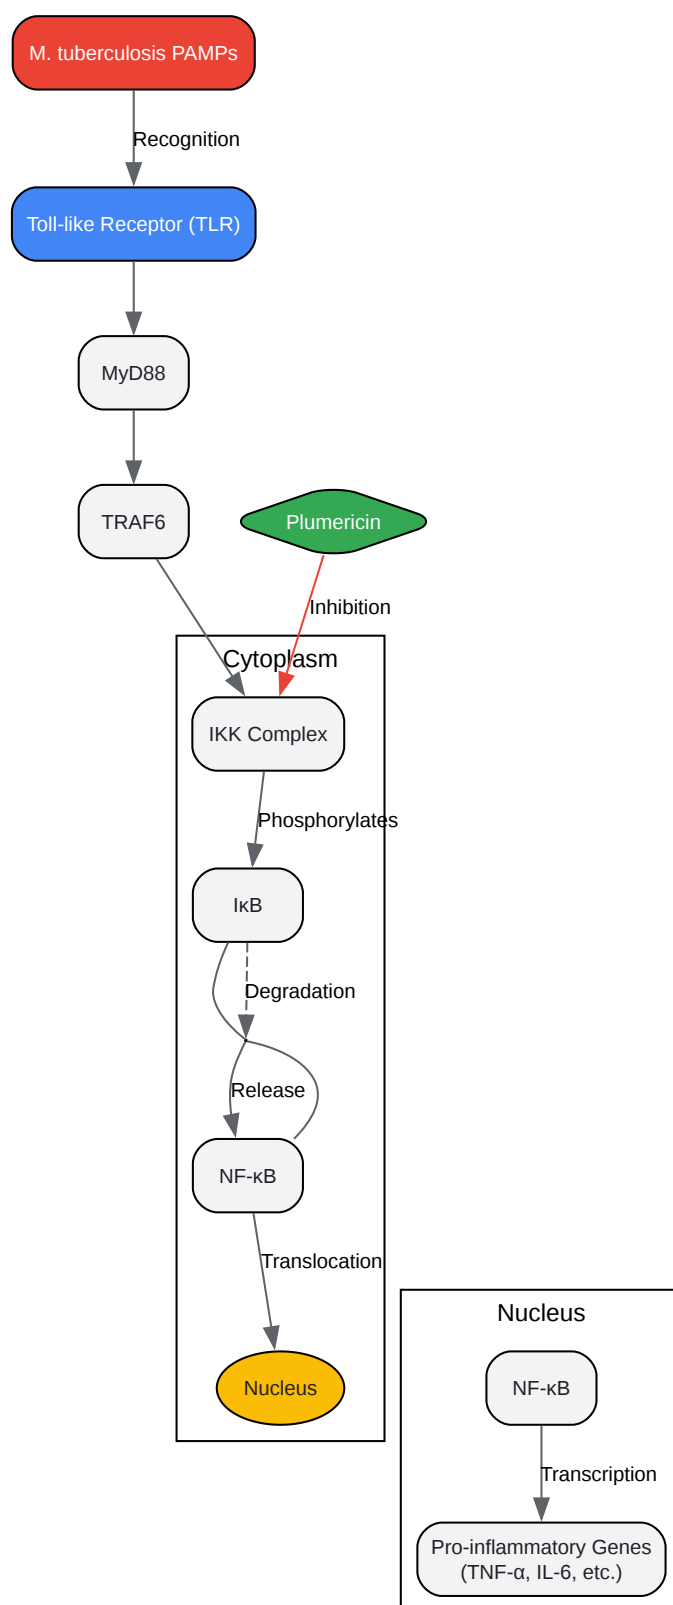 M. tuberculosis PAMPs
Recognition
Toll-like Receptor (TLR)
MyD88
TRAF6
Plumericin
Inhibition
Cytoplasm
IKK Complex
Phosphorylates
IκB
Degradation
Release
NF-κB
Translocation
Nucleus
Nucleus
NF-κB
Transcription
Pro-inflammatory Genes
(TNF-α, IL-6, etc.)